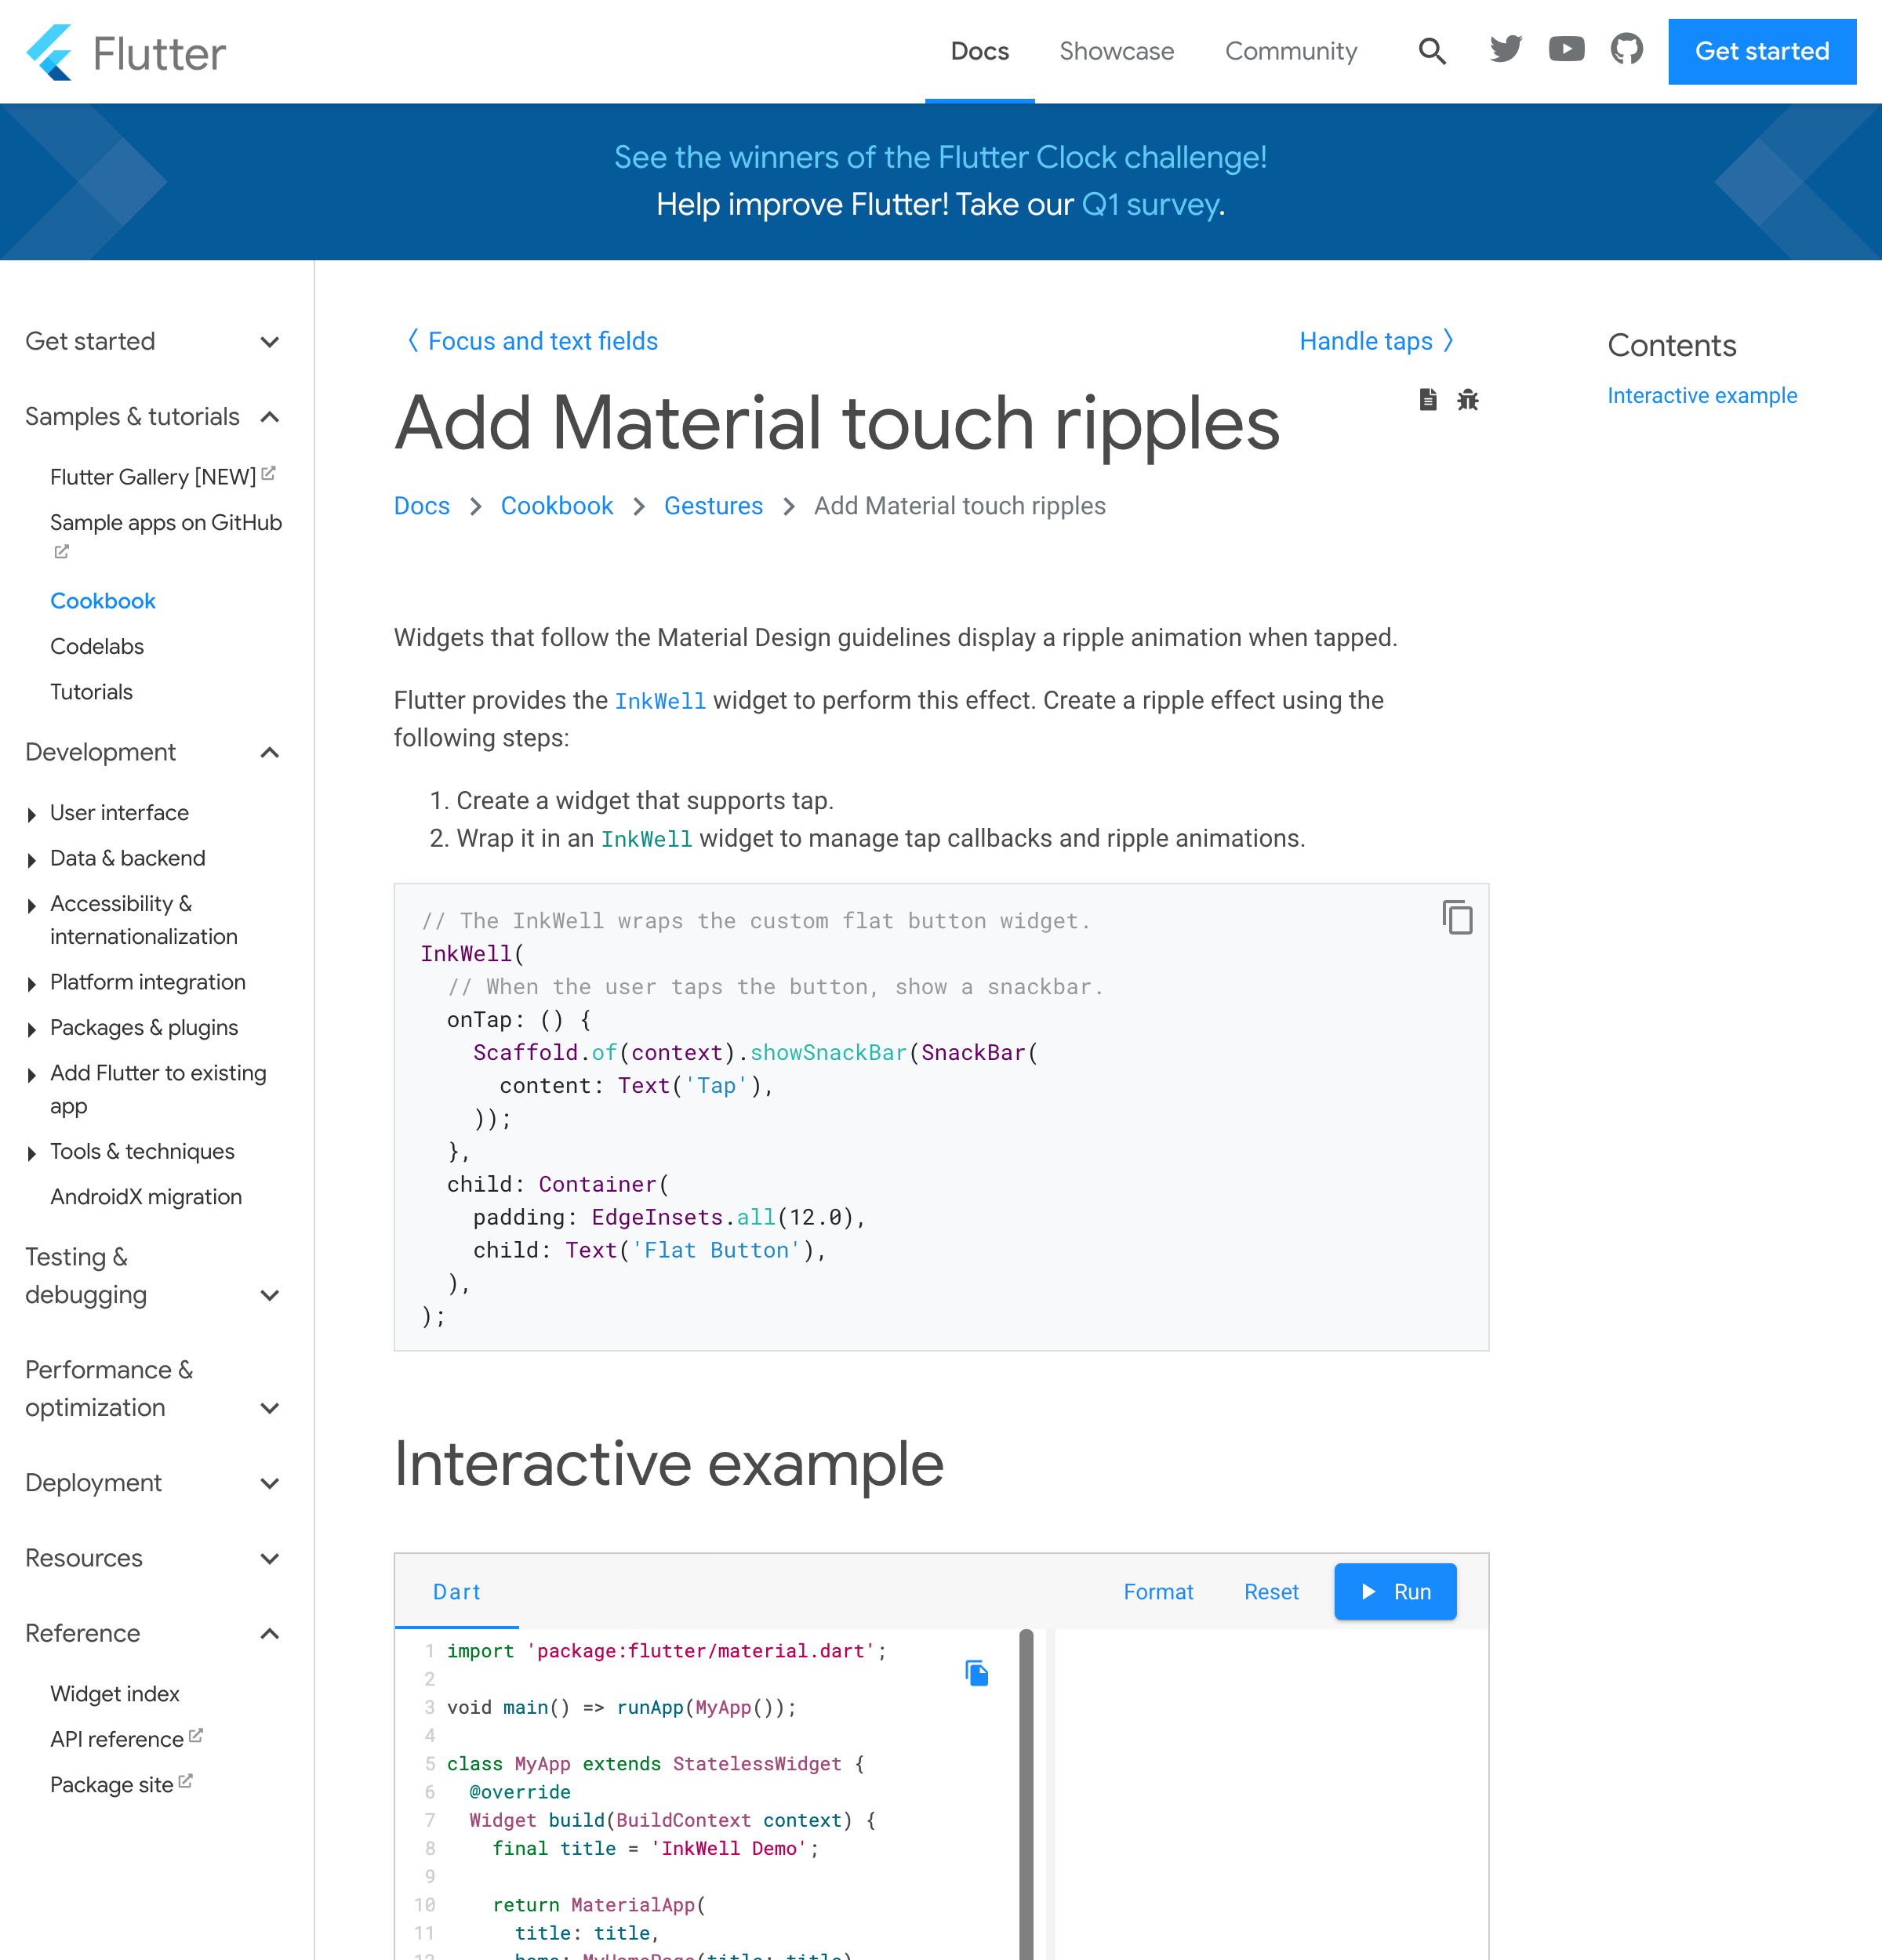 Flutter
Docs
Showcase
Community
Get started
See the winners of the Flutter Clock challenge!
Help improve Flutter! Take our Q1 survey.
Get started
Samples & tutorials
Flutter Gallery [NEW]
Sample apps on GitHub
Cookbook
Codelabs
Tutorials
Development
User interface
Data & backend
Accessibility &
internationalization
Platform integration
Packages & plugins
Add Flutter to existing
app
Tools & techniques
AndroidX migration
Testing &
debugging
Performance &
optimization
Deployment
Resources
Reference
Widget index
API reference
Package site
〈 Focus and text fields
Handle taps 〉
Add Material touch ripples
Docs > Cookbook > Gestures > Add Material touch ripples
Widgets that follow the Material Design guidelines display a ripple animation when tapped.
Flutter provides the InkWell widget to perform this effect. Create a ripple effect using the
following steps:
1. Create a widget that supports tap.
2. Wrap it in an InkWell widget to manage tap callbacks and ripple animations.
// The InkWell wraps the custom flat button widget.
InkWell(
  // When the user taps the button, show a snackbar.
  onTap: () {
    Scaffold.of(context).showSnackBar(SnackBar(
      content: Text('Tap'),
    ));
  },
  child: Container(
    padding: EdgeInsets.all(12.0),
    child: Text('Flat Button'),
  ),
);
Interactive example
Dart
Format
Reset
Run
1 import 'package:flutter/material.dart';
2
3 void main() => runApp(MyApp());
4
5 class MyApp extends StatelessWidget {
6   @override
7   Widget build(BuildContext context) {
8     final title = 'InkWell Demo';
9
10     return MaterialApp(
11       title: title,
12       home: MyHomePage(title: title)
Contents
Interactive example